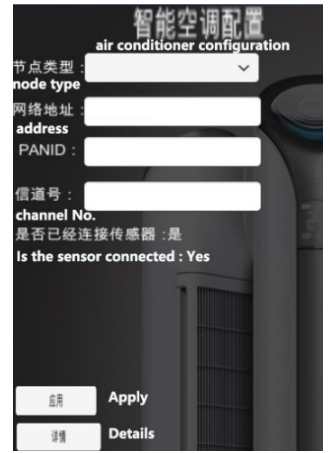 智能空调配置
air conditioner configuration
节点类型：
node type
网络地址：
address
PANID：
信道号：
channel No.
是否已经连接传感器 :是
Is the sensor connected : Yes
应用 Apply
详情 Details